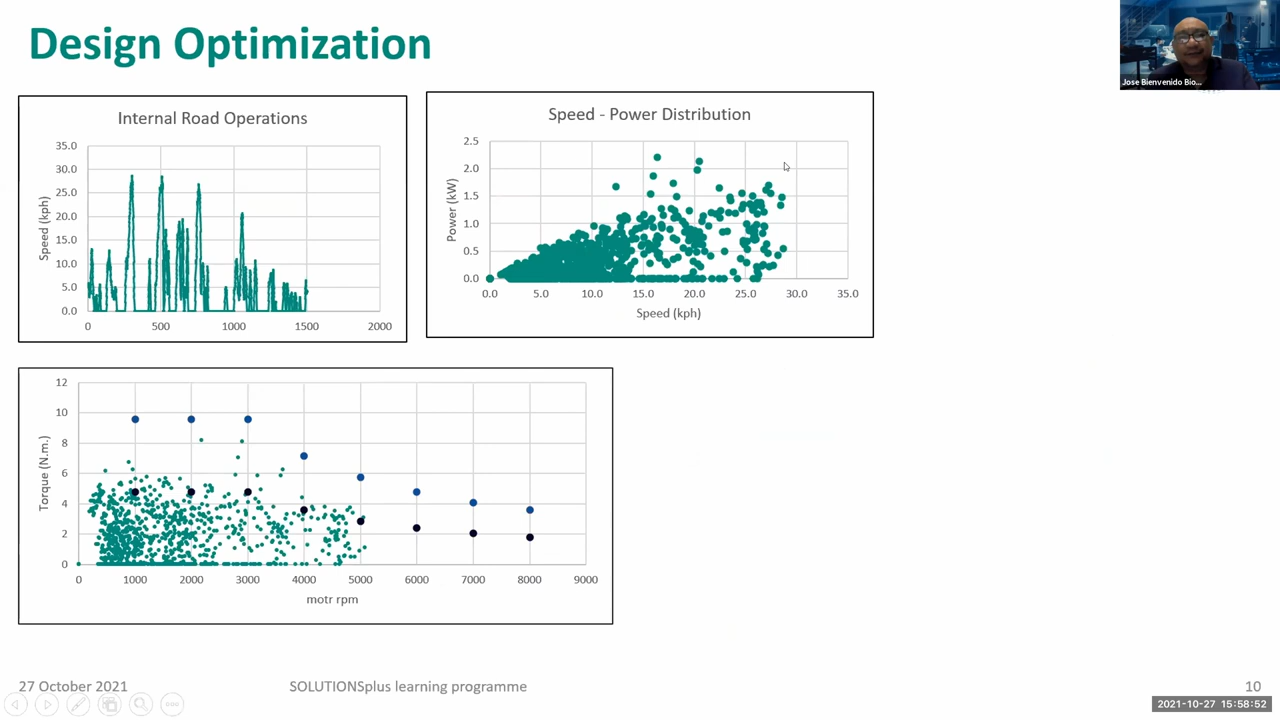 Design Optimization
Jose Bienvenido Bio...
Internal Road Operations
35.0
30.0
25.0
20.0
15.0
10.0
5.0
0.0
Speed (kph)
0 500 1000 1500 2000
Speed - Power Distribution
2.5
2.0
1.5
1.0
0.5
0.0
Power (kW)
0.0 5.0 10.0 15.0 20.0 25.0 30.0 35.0
Speed (kph)
12
10
8
6
4
2
0
Torque (N.m.)
0 1000 2000 3000 4000 5000 6000 7000 8000 9000
motr rpm
27 October 2021
SOLUTIONSplus learning programme
10
2021-10-27 15:58:52